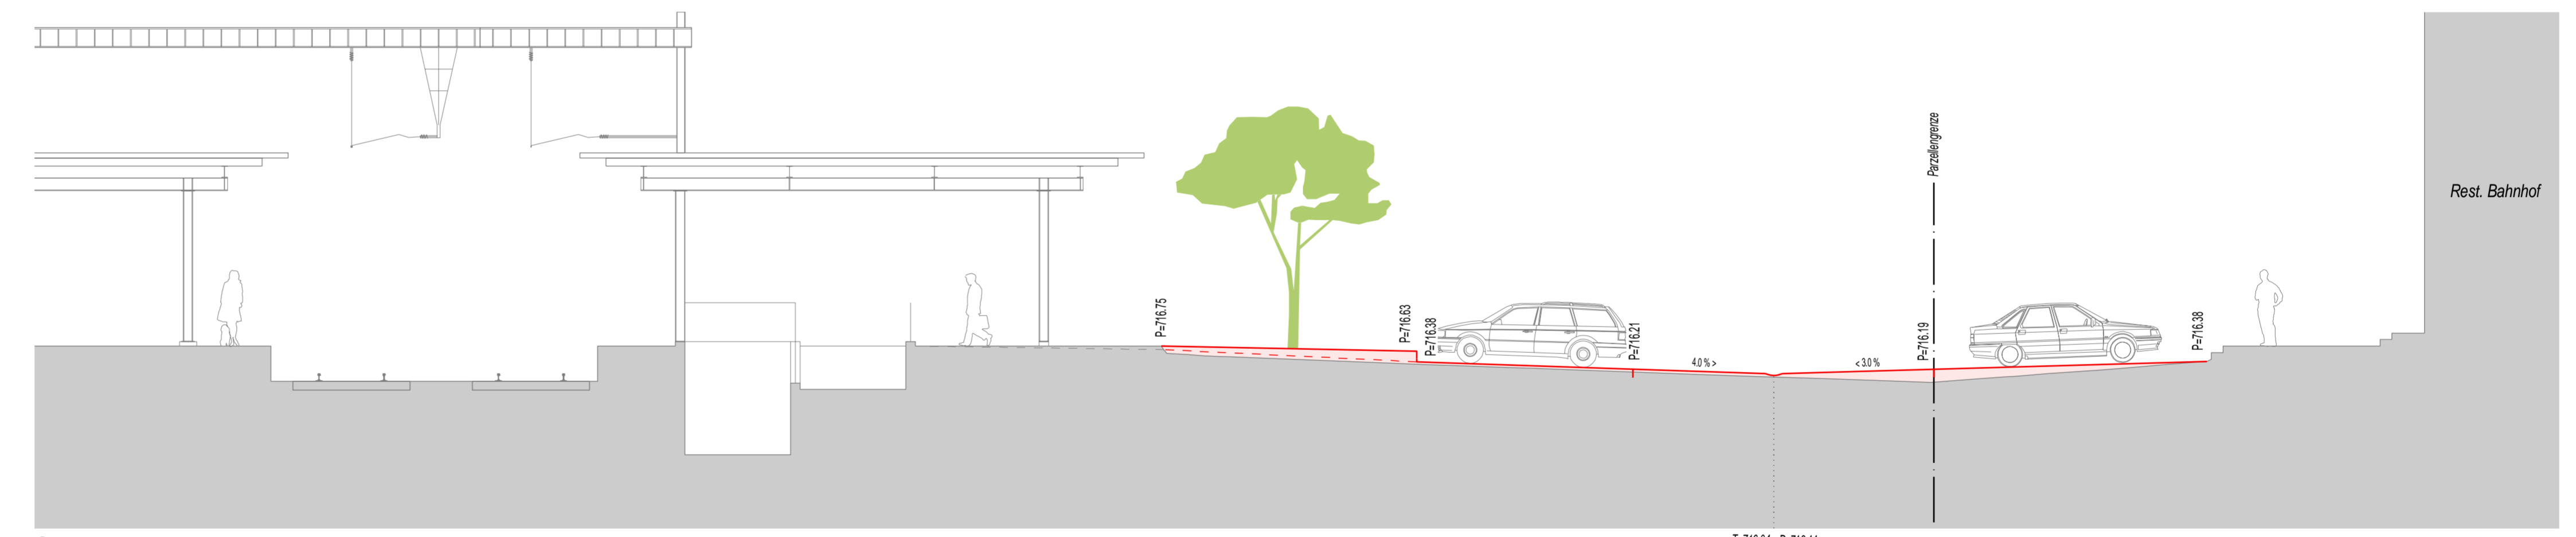 Parzellengrenze
Rest. Bahnhof
P=716.75
P=716.63
P=716.38
P=716.21
4.0 % >
< 3.0 %
P=716.19
P=716.38